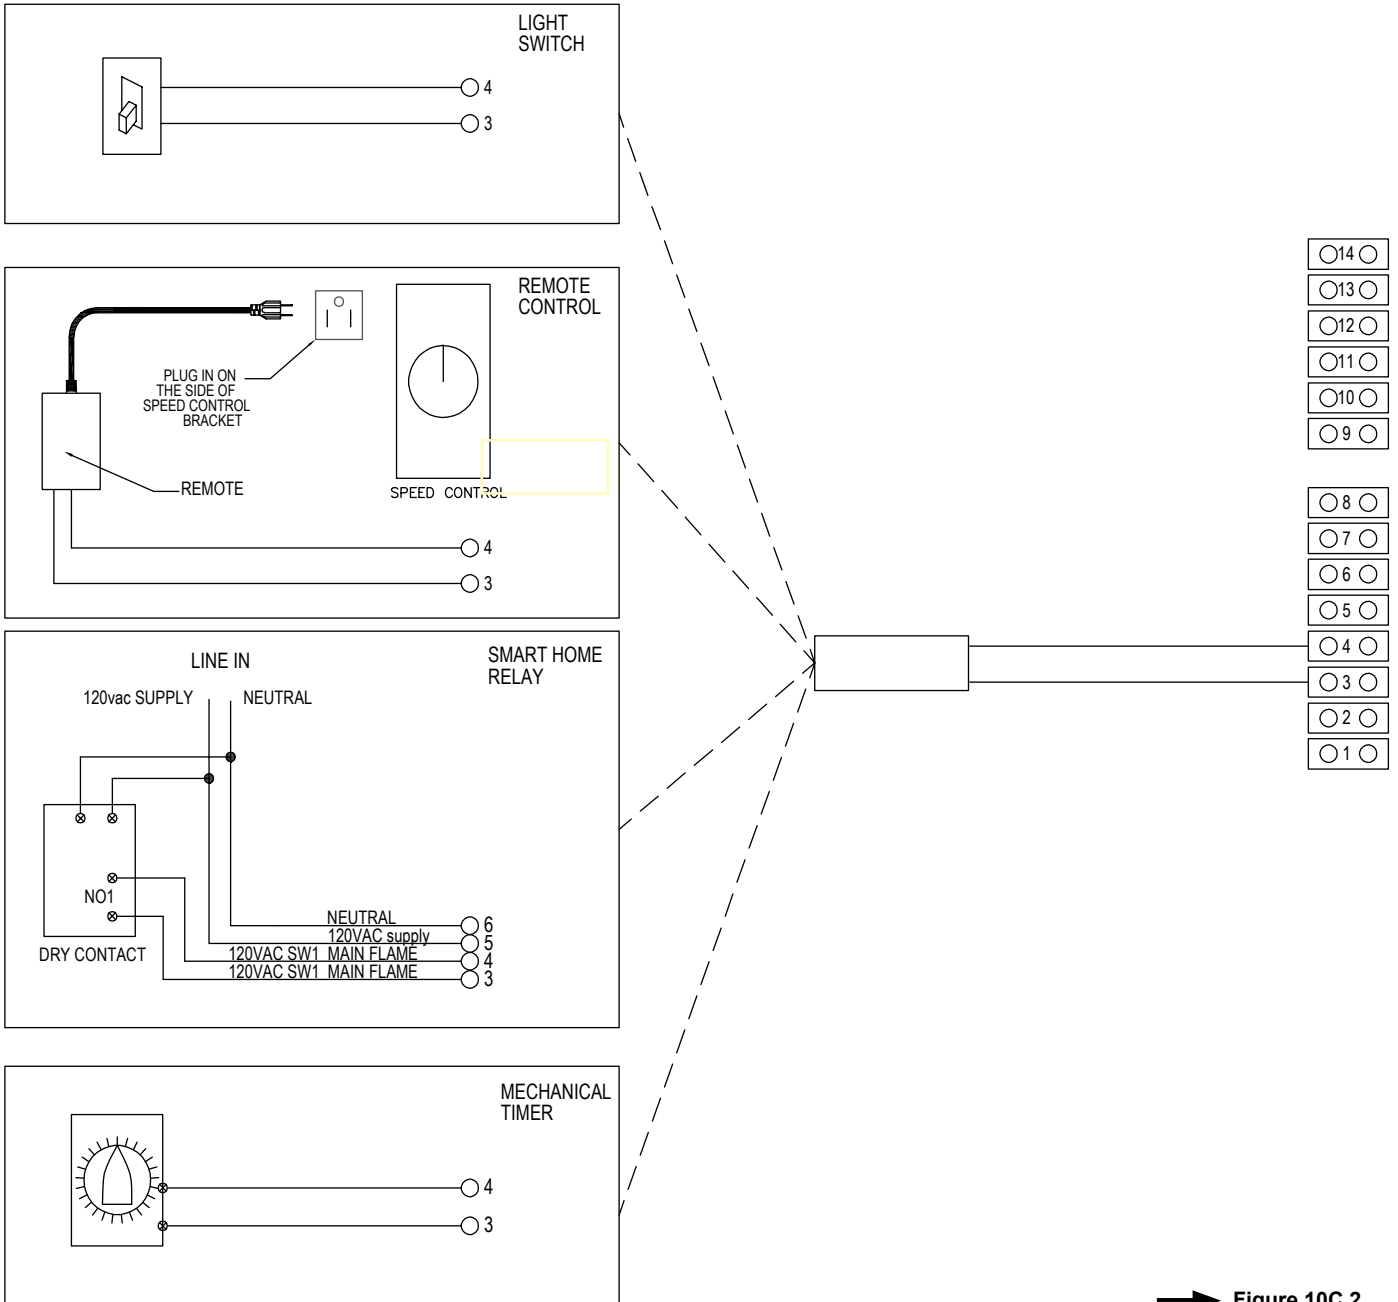 LIGHT
SWITCH
4
3
REMOTE
CONTROL
PLUG IN ON
THE SIDE OF
SPEED CONTROL
BRACKET
REMOTE
SPEED CONTROL
4
3
SMART HOME
RELAY
LINE IN
120vac SUPPLY
NEUTRAL
NO1
DRY CONTACT
NEUTRAL
6
120VAC supply
5
120VAC SW1 MAIN FLAME
4
120VAC SW1 MAIN FLAME
3
MECHANICAL
TIMER
4
3
14
13
12
11
10
9
8
7
6
5
4
3
2
1
Figure 10C.2